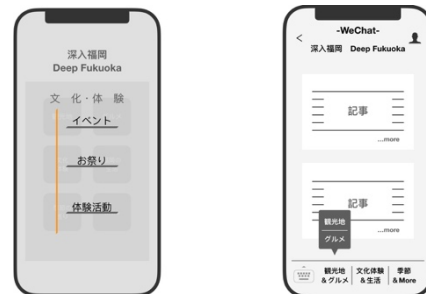 深入福岡
Deep Fukuoka
文 化・体 験
イベント
お祭り
体験活動
-WeChat-
深入福岡 Deep Fukuoka
記事
...more
記事
...more
観光地
グルメ
観光地
&グルメ
文化体験
&生活
季節
& More